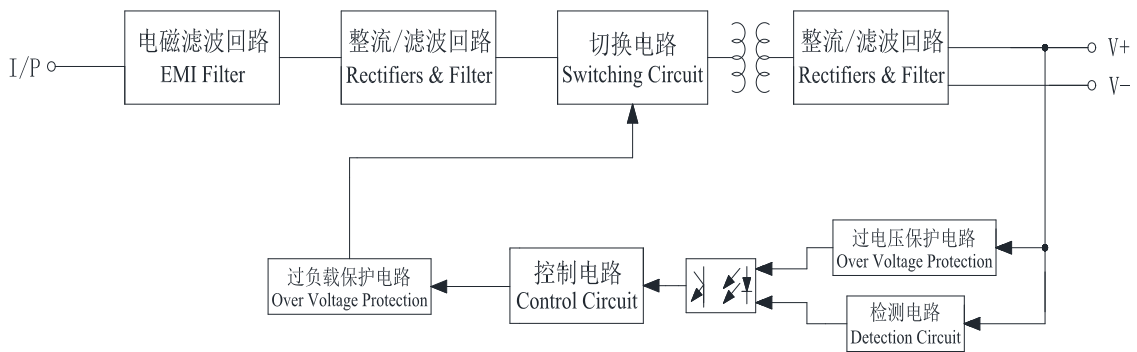 I/P
电磁滤波回路
EMI Filter
整流/滤波回路
Rectifiers & Filter
切换电路
Switching Circuit
整流/滤波回路
Rectifiers & Filter
V+
V-
过电压保护电路
Over Voltage Protection
过负载保护电路
Over Voltage Protection
控制电路
Control Circuit
检测电路
Detection Circuit